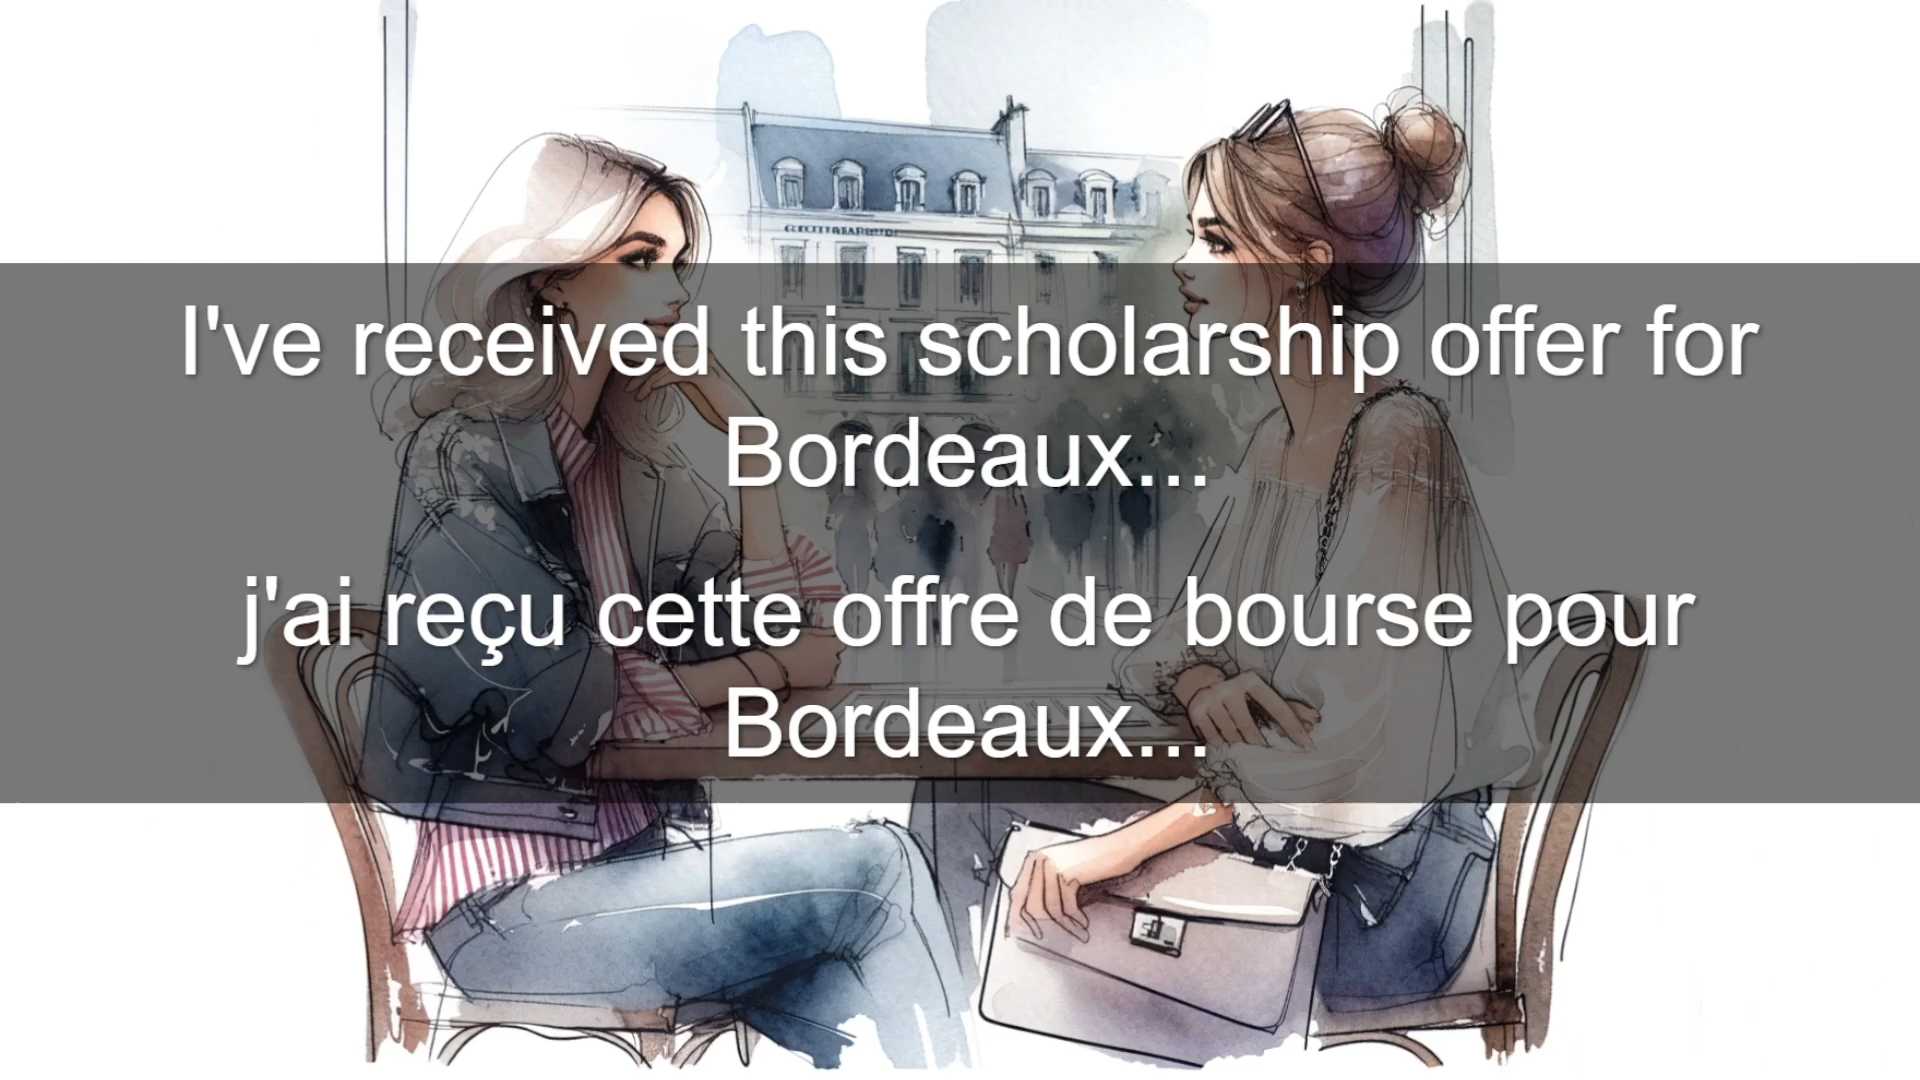 I've received this scholarship offer for
Bordeaux...
j'ai reçu cette offre de bourse pour
Bordeaux...